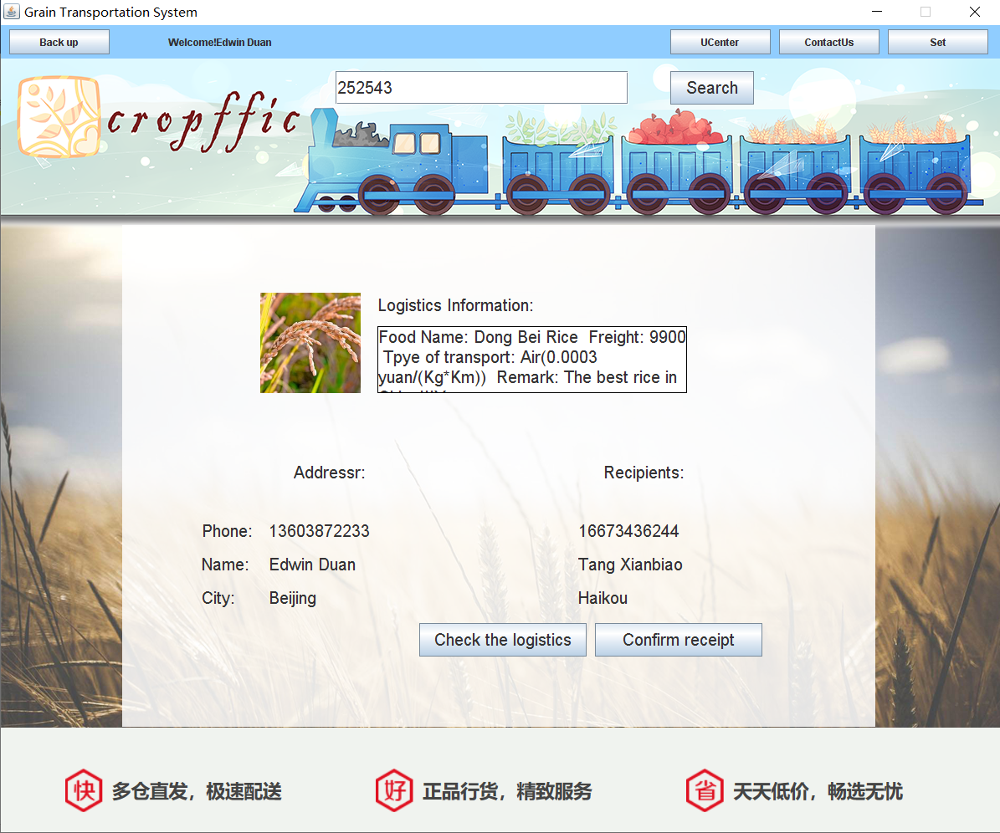 Grain Transportation System
Back up
Welcome!Edwin Duan
UCenter
ContactUs
Set
252543
Search
cropffic
Logistics Information:
Food Name: Dong Bei Rice  Freight: 9900
Tpye of transport: Air(0.0003
yuan/(Kg*Km))  Remark: The best rice in
Addressr:
Recipients:
Phone: 13603872233
16673436244
Name: Edwin Duan
Tang Xianbiao
City: Beijing
Haikou
Check the logistics
Confirm receipt
快 多仓直发，极速配送
好 正品行货，精致服务
省 天天低价，畅选无忧